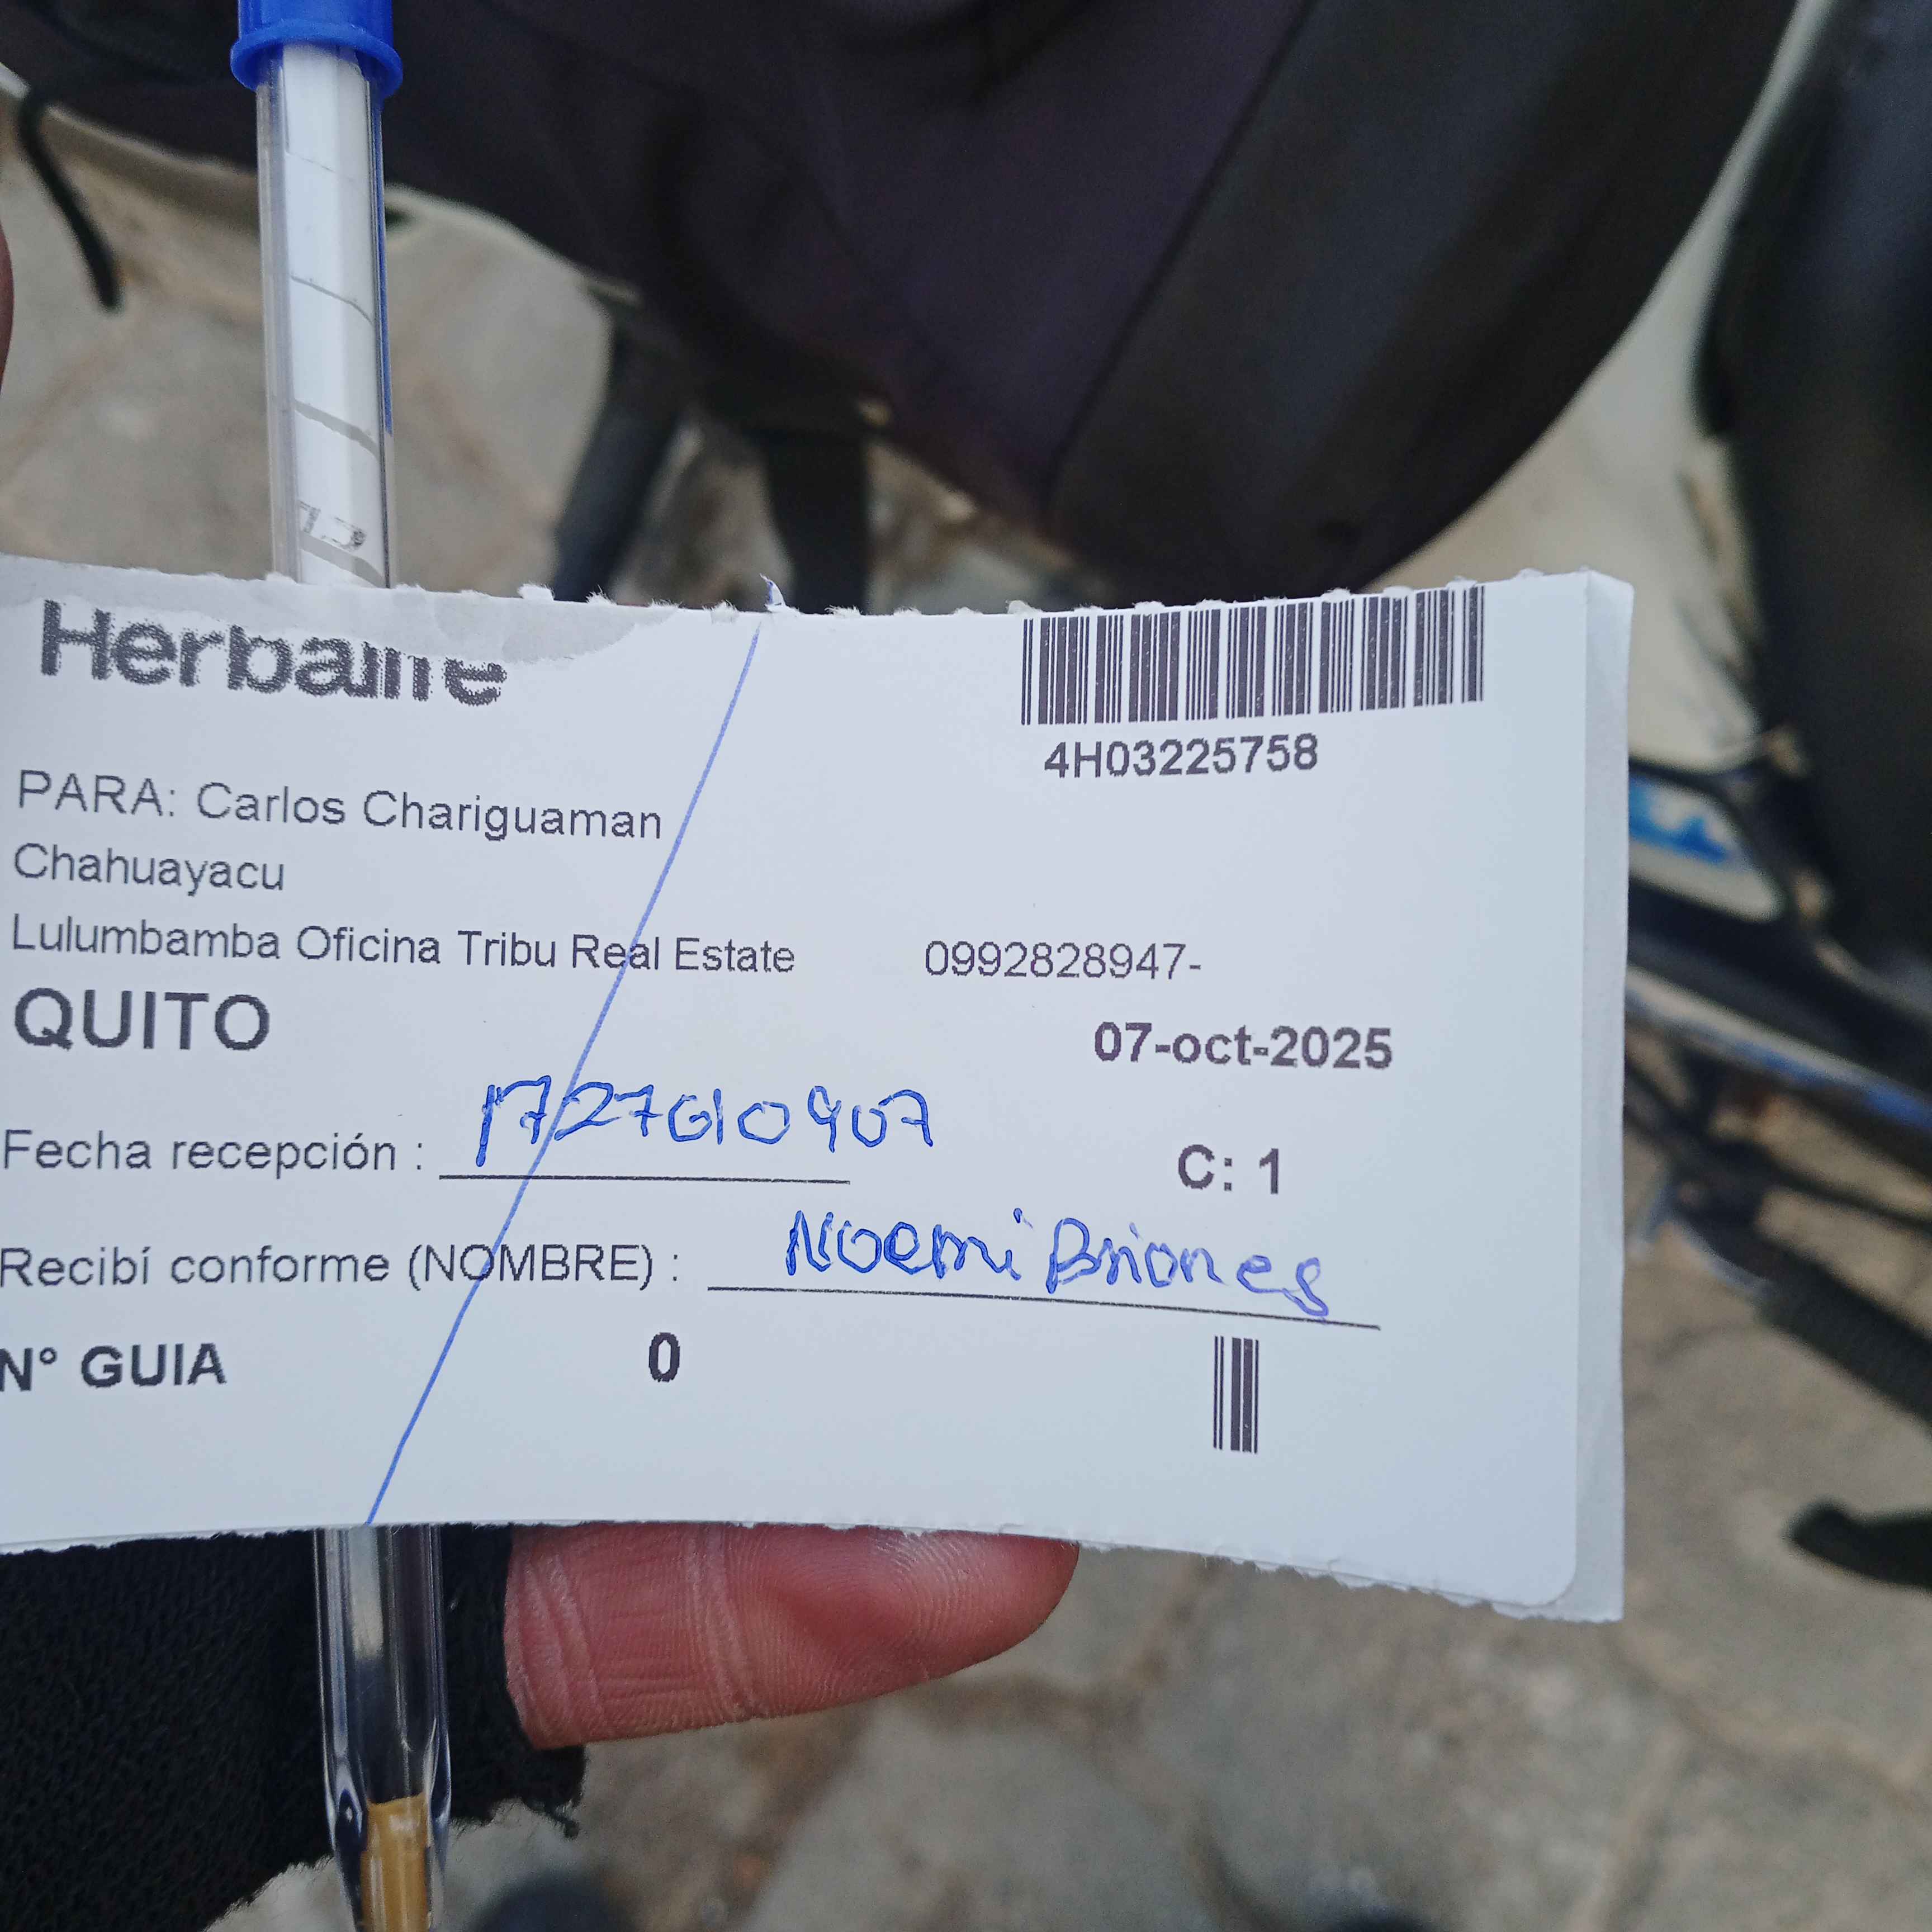 Herbalife
4H03225758
PARA: Carlos Chariguaman
Chahuayacu
Lulumbamba Oficina Tribu Real Estate 0992828947-
QUITO
07-oct-2025
Fecha recepción : 1727610907
C: 1
Recibí conforme (NOMBRE) : Noemi Briones
N° GUIA 0